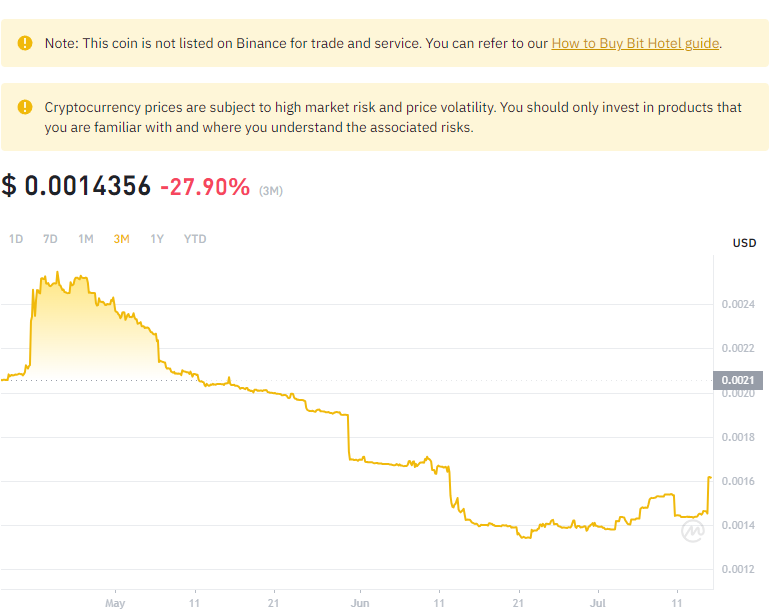 Note: This coin is not listed on Binance for trade and service. You can refer to our How to Buy Bit Hotel guide.
Cryptocurrency prices are subject to high market risk and price volatility. You should only invest in products that
you are familiar with and where you understand the associated risks.
$ 0.0014356 -27.90% (3M)
1D 7D 1M 3M 1Y YTD
USD
0.0024
0.0022
0.0021
0.0020
0.0018
0.0016
0.0014
0.0012
May 11 21 Jun 11 21 Jul 11